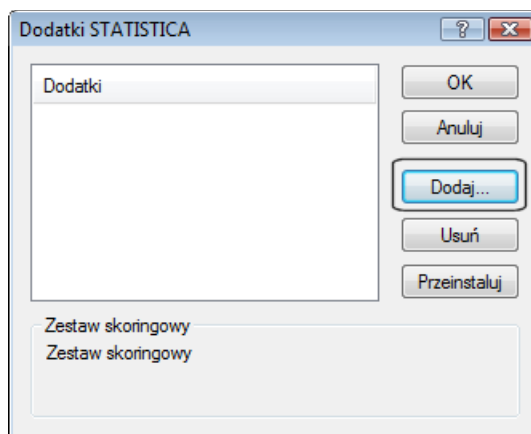 Dodatki STATISTICA
Dodatki
OK
Anuluj
Dodaj...
Usuń
Przeinstaluj
Zestaw skoringowy
Zestaw skoringowy